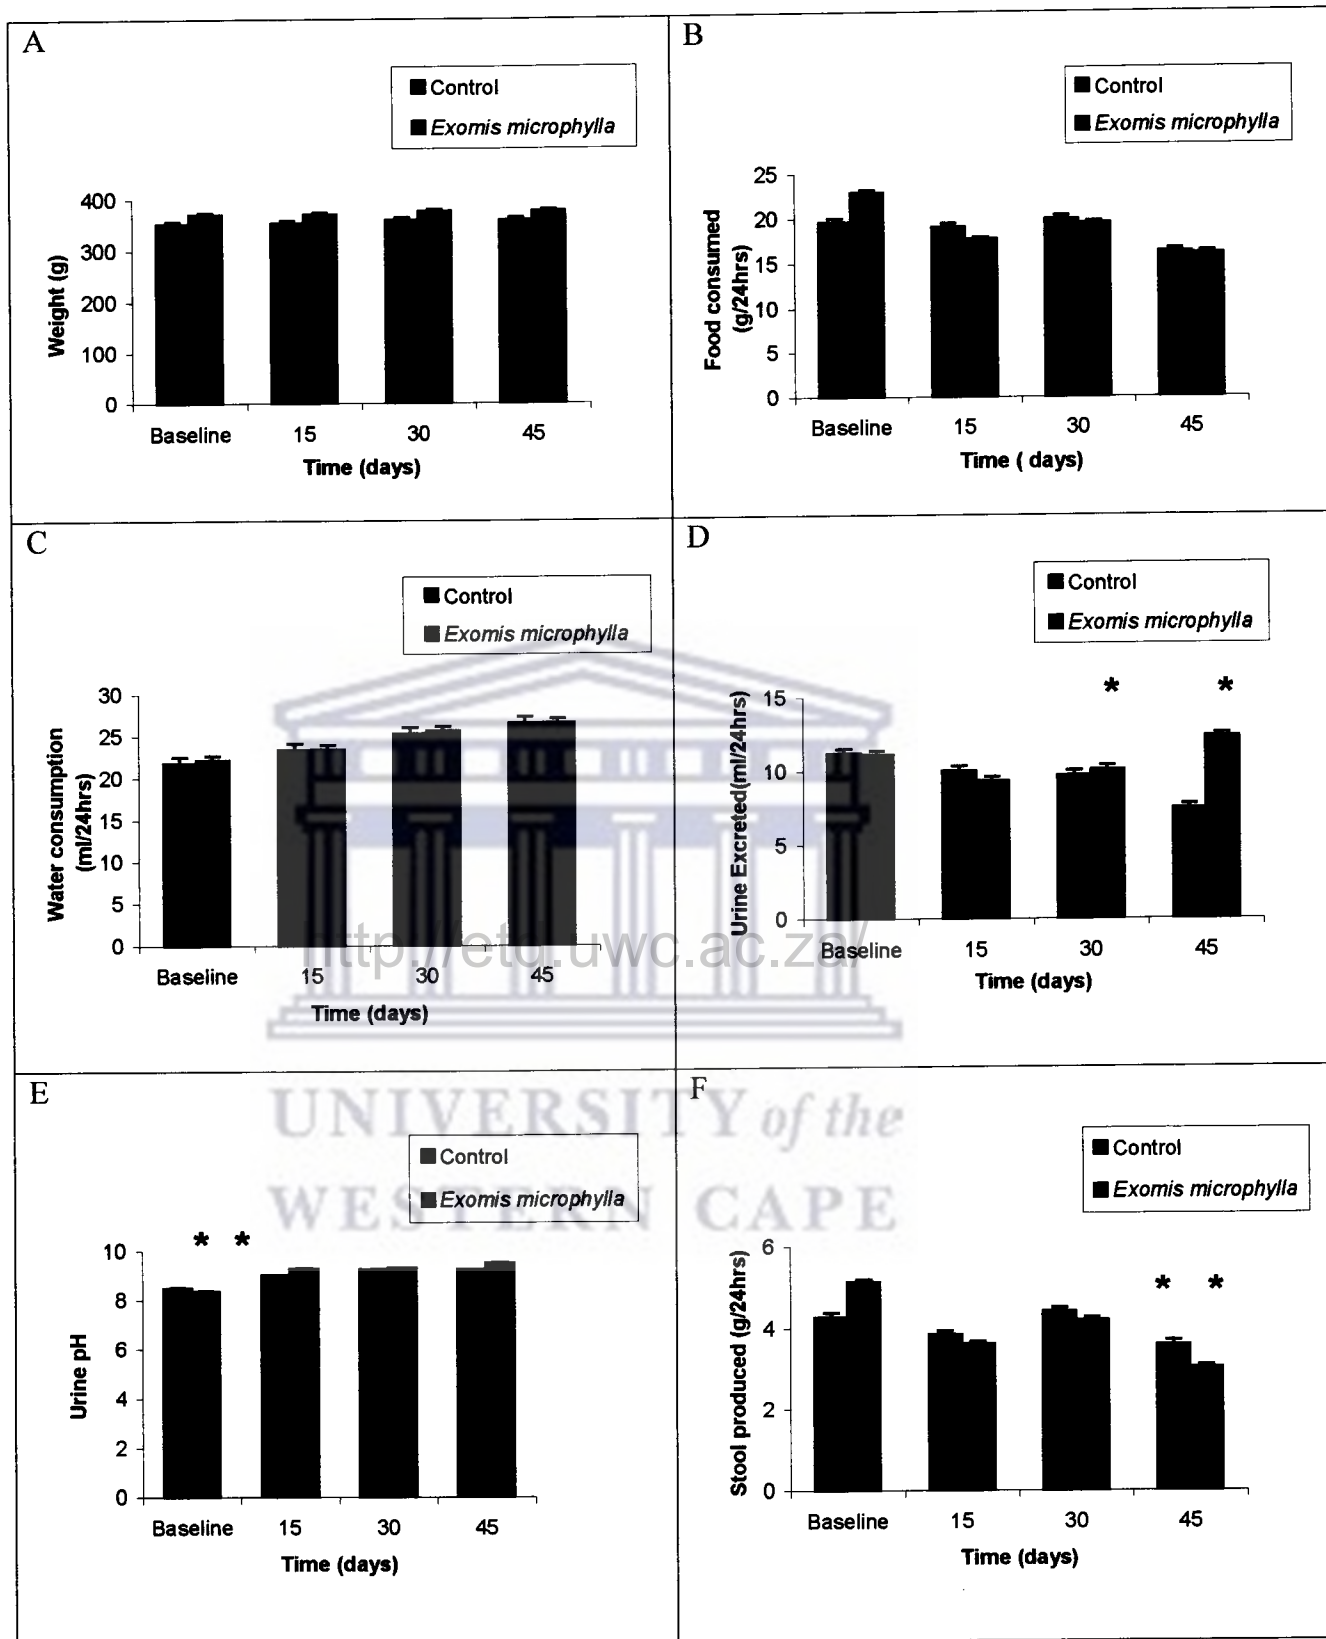 A
Control
Exomis microphylla
400
300
200
100
0
Weight (g)
Baseline 15 30 45
Time (days)
B
Control
Exomis microphylla
25
20
15
10
5
0
Food consumed
(g/24hrs)
Baseline 15 30 45
Time ( days)
C
Control
Exomis microphylla
30
25
20
15
10
5
0
Water consumption
(ml/24hrs)
Baseline 15 30 45
Time (days)
D
Control
Exomis microphylla
* *
15
10
5
0
Urine Excreted(ml/24hrs)
Baseline 15 30 45
Time (days)
http://etd.uwc.ac.za/
UNIVERSITY of the
WESTERN CAPE
E
Control
Exomis microphylla
* *
10
8
6
4
2
0
Urine pH
Baseline 15 30 45
Time (days)
F
Control
Exomis microphylla
* *
6
4
2
0
Stool produced (g/24hrs)
Baseline 15 30 45
Time (days)